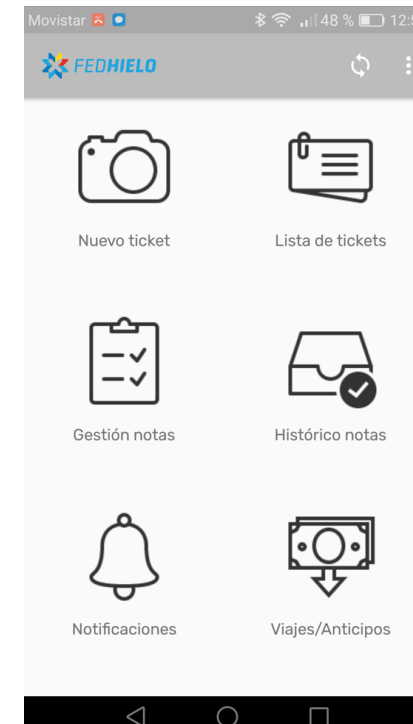 Movistar 48 % 12:5
FEDHIELO
Nuevo ticket Lista de tickets
Gestión notas Histórico notas
Notificaciones Viajes/Anticipos